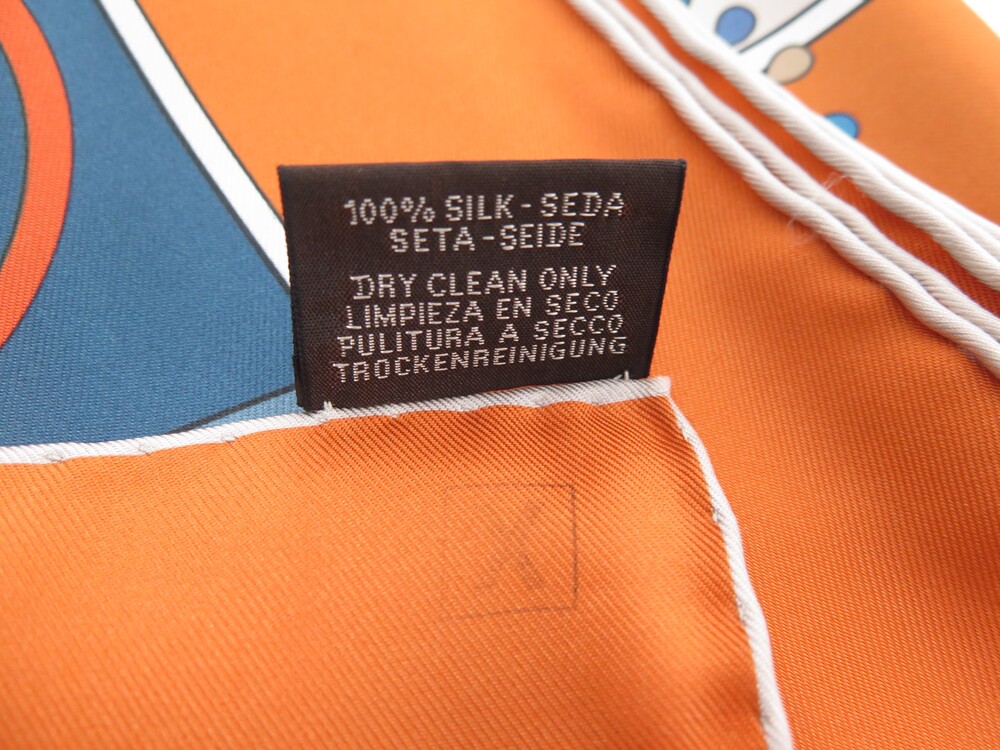 100% SILK - SEDA
SETA - SEIDE
DRY CLEAN ONLY
LIMPIEZA EN SECO
PULITURA A SECCO
TROCKENREINIGUNG